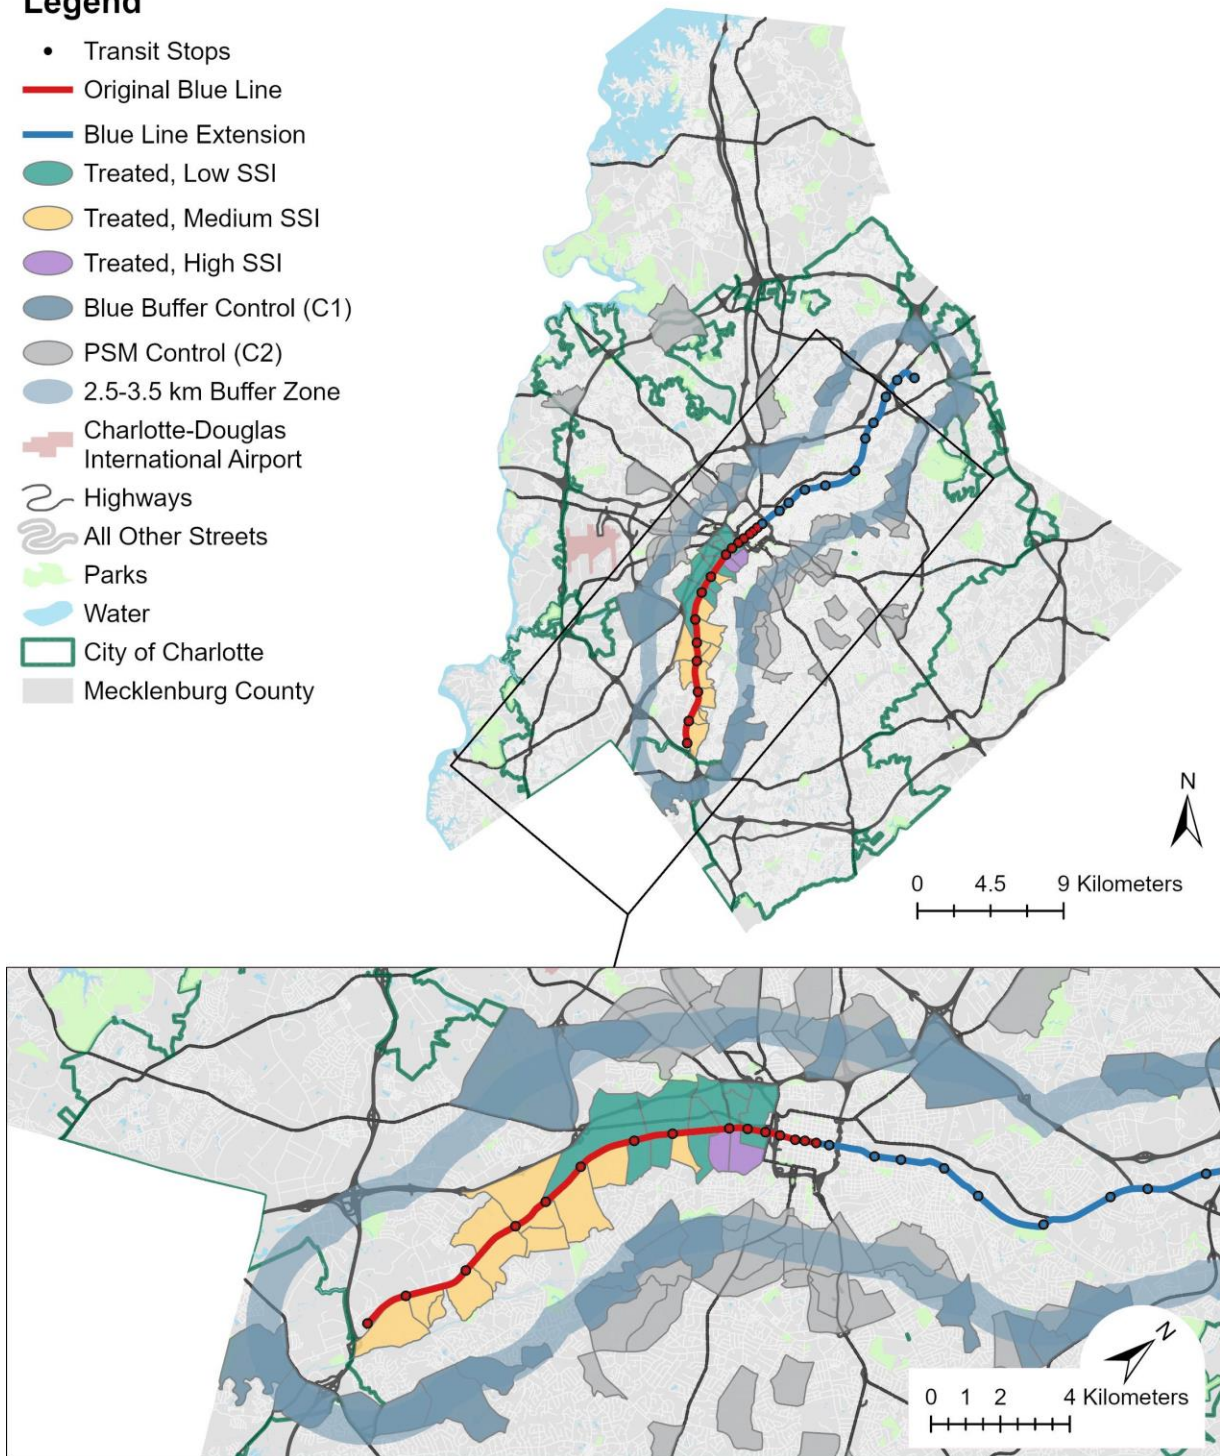 Legend
Transit Stops
Original Blue Line
Blue Line Extension
Treated, Low SSI
Treated, Medium SSI
Treated, High SSI
Blue Buffer Control (C1)
PSM Control (C2)
2.5-3.5 km Buffer Zone
Charlotte-Douglas
International Airport
Highways
All Other Streets
Parks
Water
City of Charlotte
Mecklenburg County
N
0 4.5 9 Kilometers
N
0 1 2 4 Kilometers